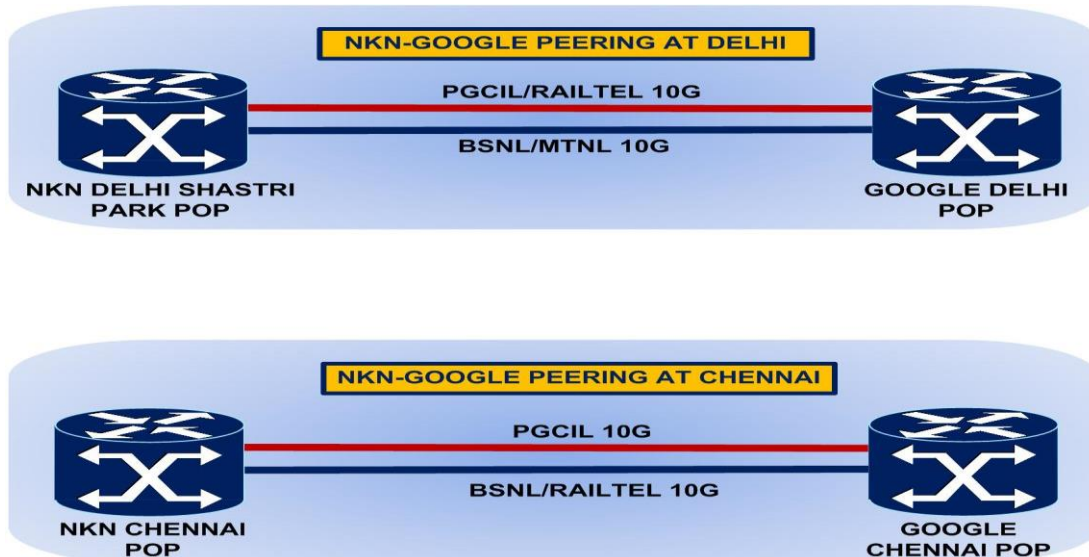 NKN-GOOGLE PEERING AT DELHI
PGCIL/RAILTEL 10G
BSNL/MTNL 10G
NKN DELHI SHASTRI
PARK POP
GOOGLE DELHI
POP
NKN-GOOGLE PEERING AT CHENNAI
PGCIL 10G
BSNL/RAILTEL 10G
NKN CHENNAI
POP
GOOGLE
CHENNAI POP